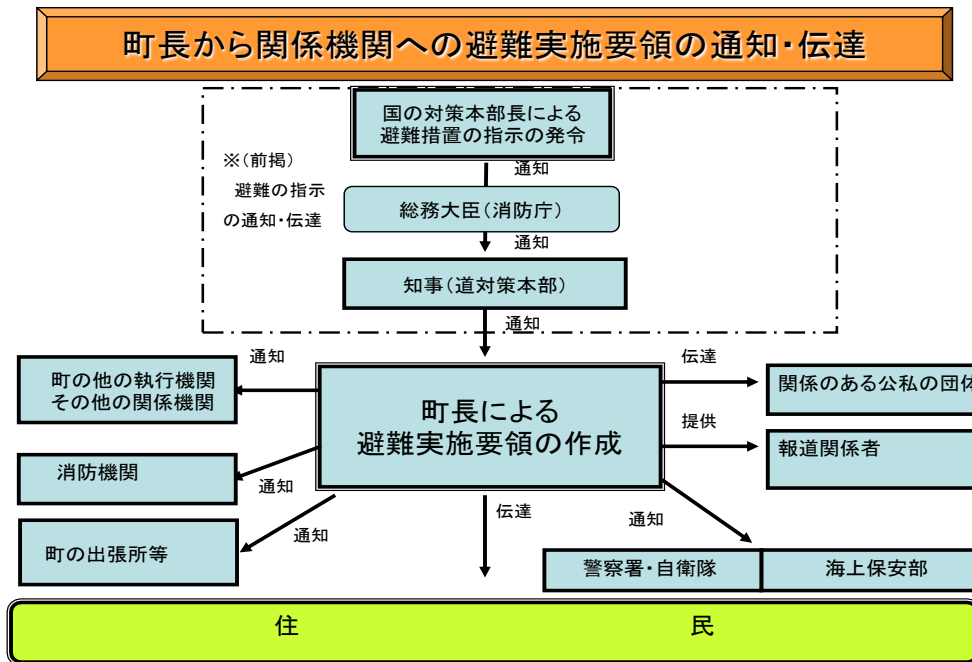 町長から関係機関への避難実施要領の通知・伝達
国の対策本部長による
避難措置の指示の発令
※(前掲)
避難の指示
の通知・伝達
通知
総務大臣(消防庁)
通知
知事(道対策本部)
通知
通知
伝達
町の他の執行機関
その他の関係機関
町長による
避難実施要領の作成
関係のある公私の団体
提供
報道関係者
消防機関
通知
通知
伝達
通知
町の出張所等
警察署・自衛隊
海上保安部
住 民